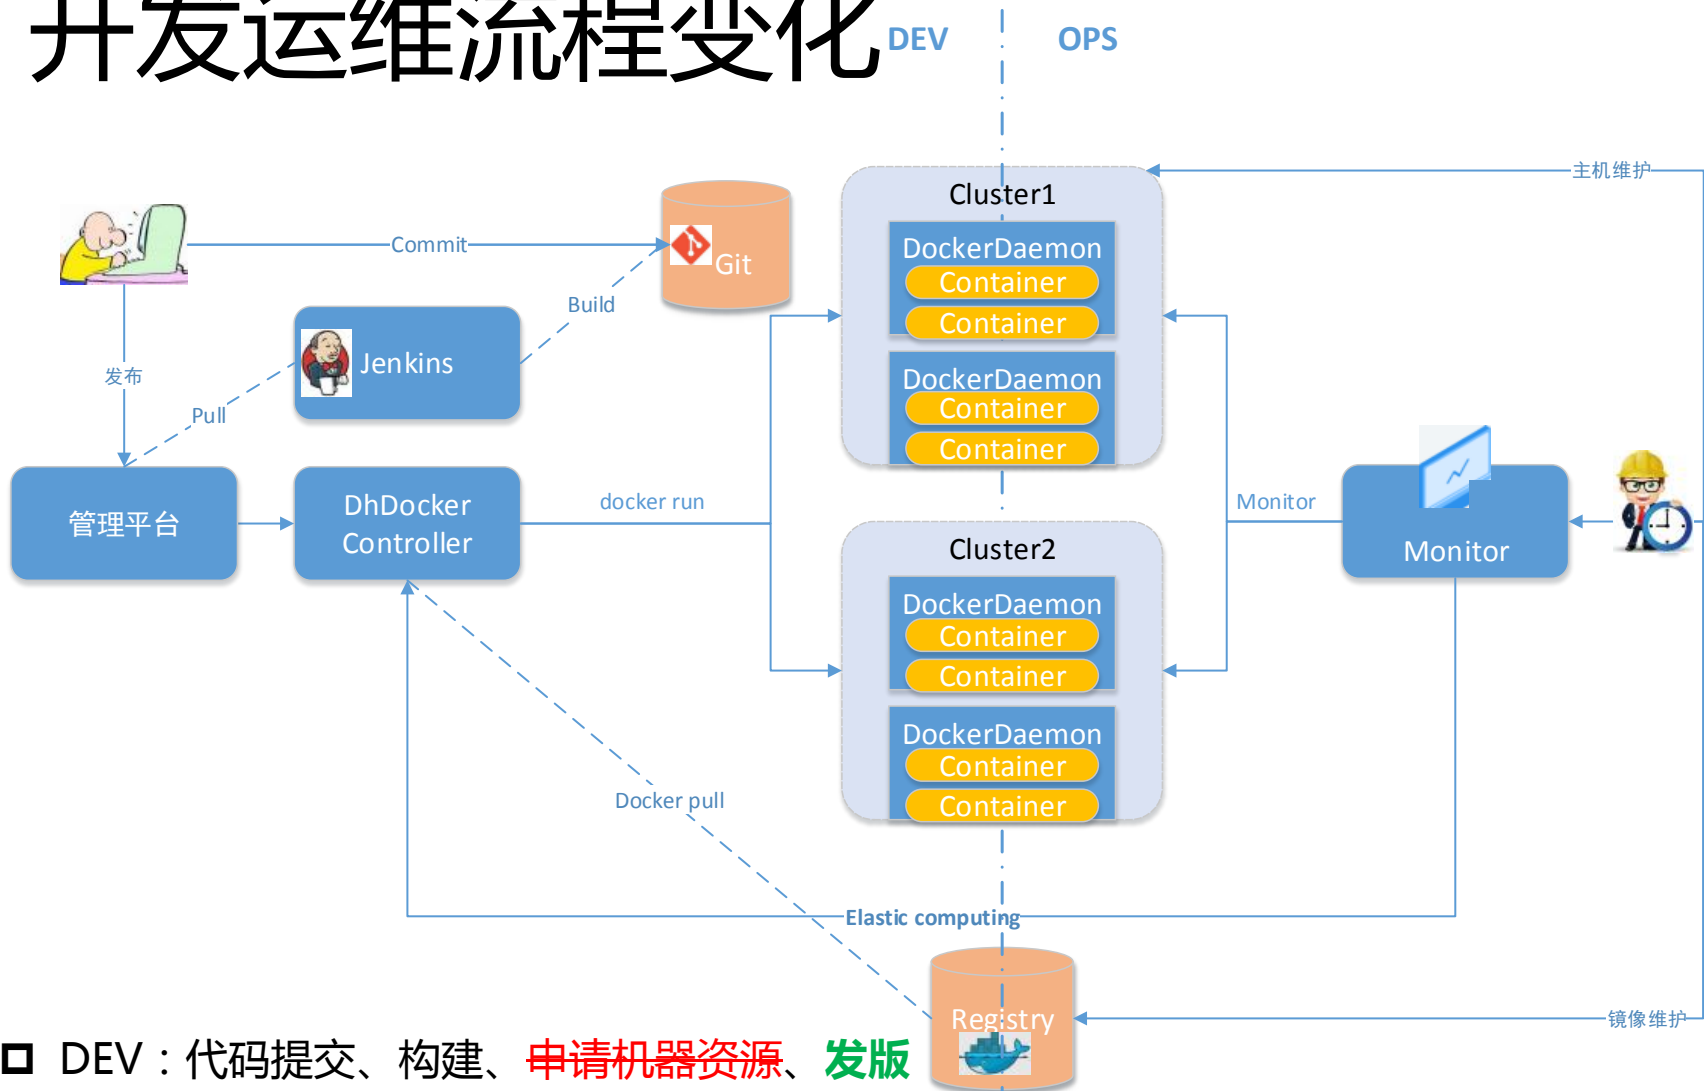 开发运维流程变化
DEV
OPS
主机维护
Cluster1
DockerDaemon
Container
Container
DockerDaemon
Container
Container
Commit
Git
Build
Jenkins
发布
Pull
管理平台
DhDocker
Controller
docker run
Monitor
Monitor
Cluster2
DockerDaemon
Container
Container
DockerDaemon
Container
Container
Docker pull
Elastic computing
Registry
镜像维护
DEV：代码提交、构建、申请机器资源、发版